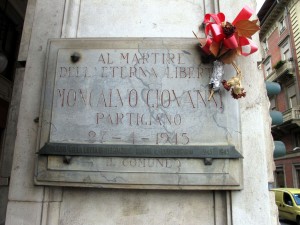 AL MARTIRE
DELL'ETERNA LIBERTÀ
MONCALVO GIOVANNI
PARTIGIANO
27-4-1945
IL COMUNE